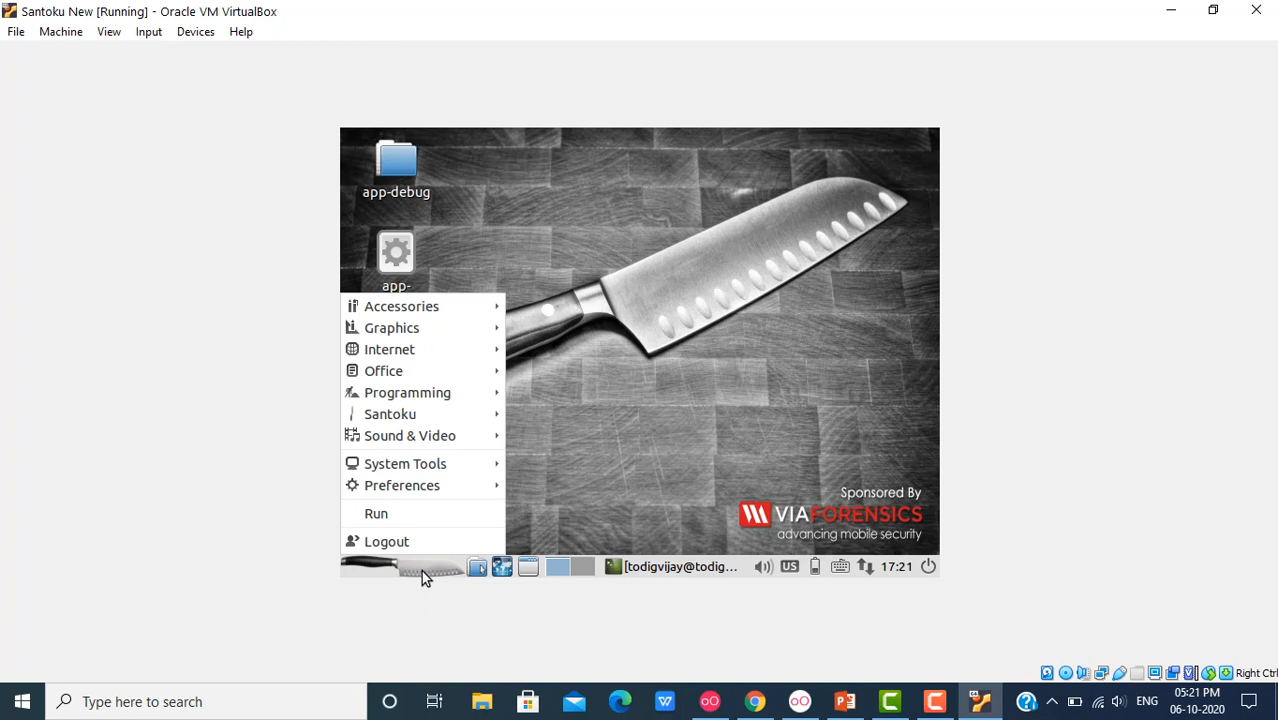 Santoku New [Running] - Oracle VM VirtualBox
File Machine View Input Devices Help
app-debug
app-
Accessories
Graphics
Internet
Office
Programming
Santoku
Sound & Video
System Tools
Preferences
Run
Logout
Sponsored By
VIAFORENSICS
advancing mobile security
[todigvijay@todig... US 17:21
Right Ctrl
Type here to search
ENG
05:21 PM
06-10-2020